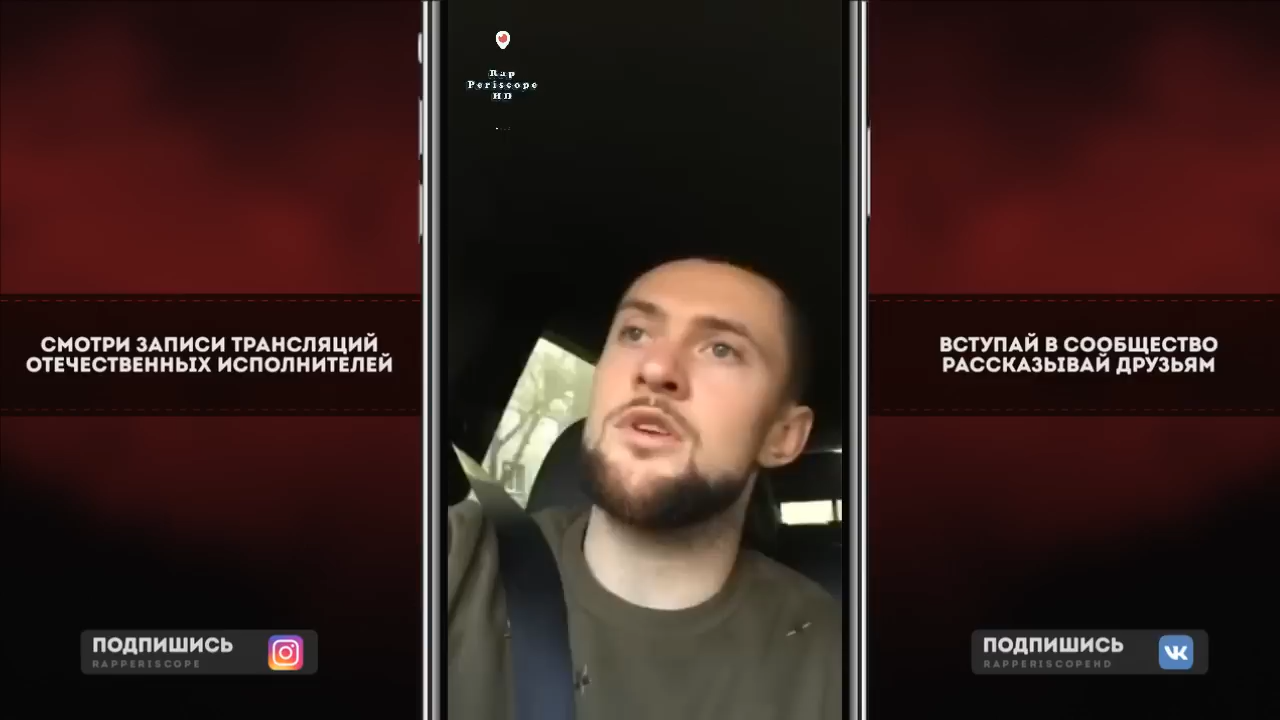 Rap
Periscope
HD
СМОТРИ ЗАПИСИ ТРАНСЛЯЦИЙ
ОТЕЧЕСТВЕННЫХ ИСПОЛНИТЕЛЕЙ
ВСТУПАЙ В СООБЩЕСТВО
РАССКАЗЫВАЙ ДРУЗЬЯМ
ПОДПИШИСЬ
RAPPERISCOPE
ПОДПИШИСЬ
RAPPERISCOPEHD